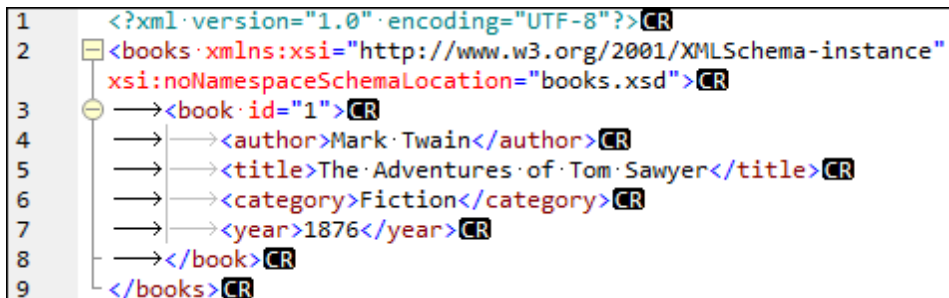 1 <?xml·version="1.0"·encoding="UTF-8"?>CR
2 <books·xmlns:xsi="http://www.w3.org/2001/XMLSchema-instance"
xsi:noNamespaceSchemaLocation="books.xsd">CR
3 <book·id="1">CR
4 <author>Mark·Twain</author>CR
5 <title>The·Adventures·of·Tom·Sawyer</title>CR
6 <category>Fiction</category>CR
7 <year>1876</year>CR
8 </book>CR
9 </books>CR